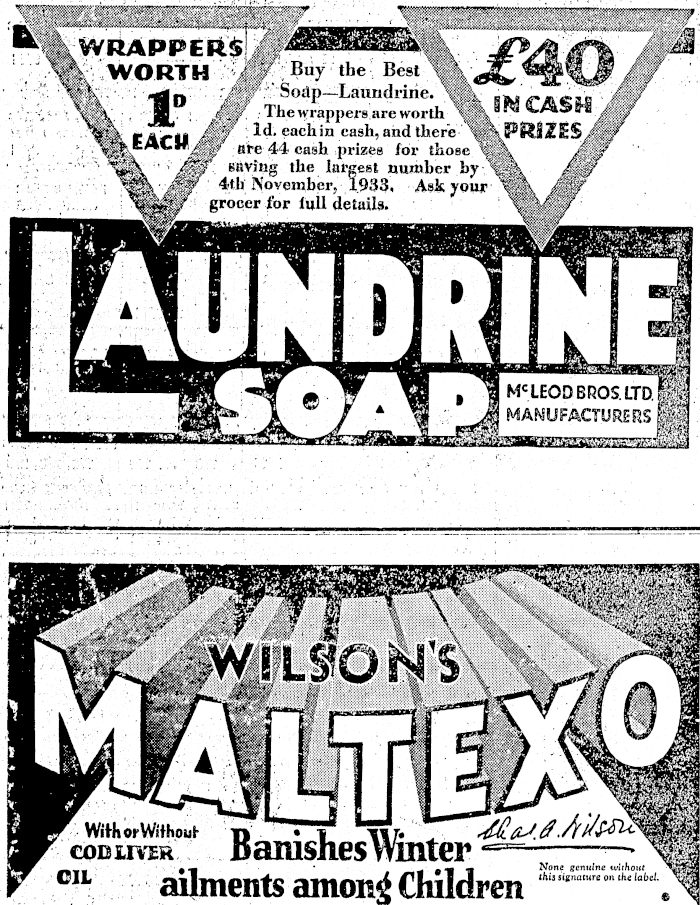 WRAPPERS
WORTH
1D
EACH
Buy the Best
Soap—Laundrine.
The wrappers are worth
1d. each in cash, and there
are 44 cash prizes for those
saving the largest number by
4th November, 1933. Ask your
grocer for full details.
£40
IN CASH
PRIZES
LAUNDRINE
SOAP
McLEOD BROS. LTD.
MANUFACTURERS
WILSON'S
MALTEXO
With or Without
COD LIVER
OIL
Banishes Winter
ailments among Children
Chas. A. Wilson
None genuine without
this signature on the label.